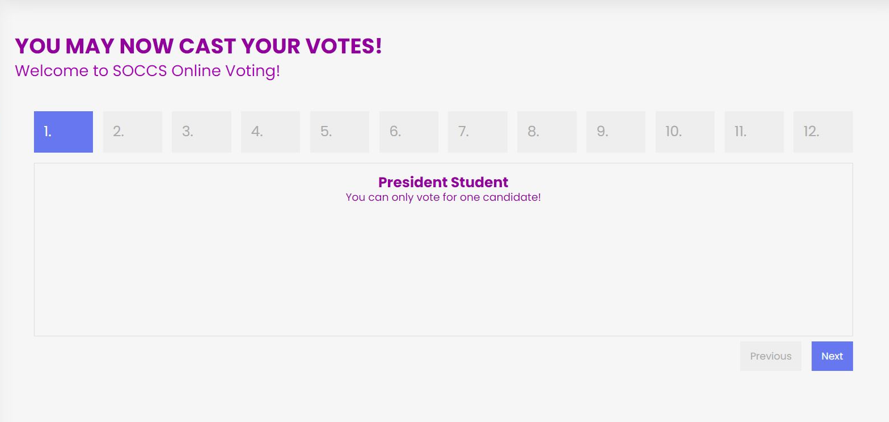 YOU MAY NOW CAST YOUR VOTES!
Welcome to SOCCS Online Voting!
1. 2. 3. 4. 5. 6. 7. 8. 9. 10. 11. 12.
President Student
You can only vote for one candidate!
Previous Next